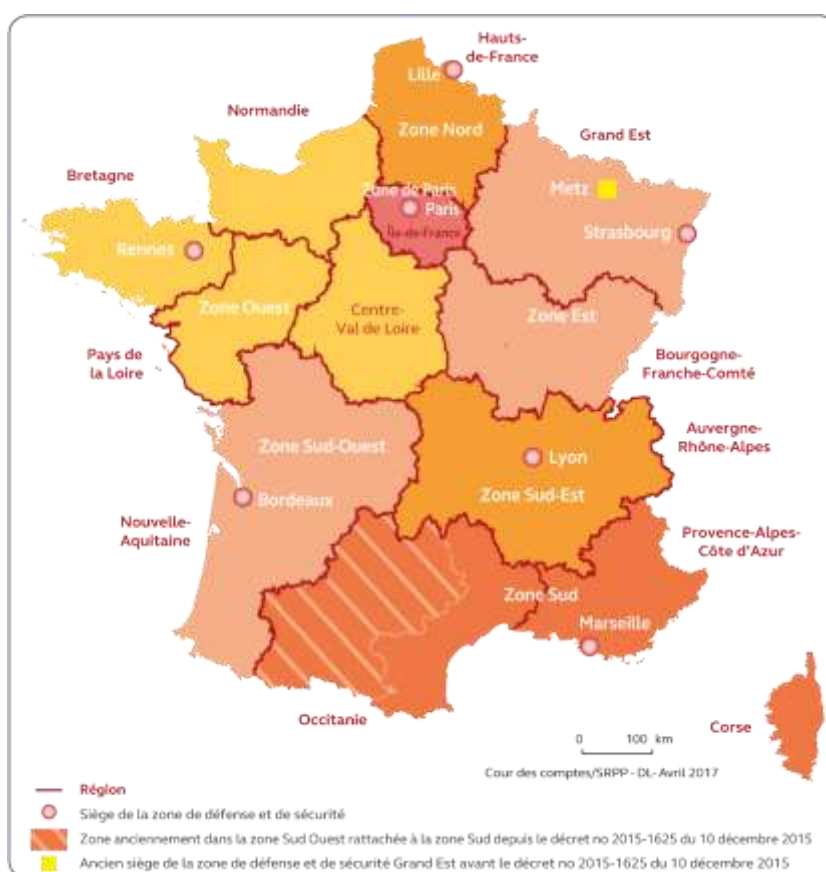 Hauts-
de-France
Lille
Normandie
Zone Nord
Grand Est
Bretagne
Zone de Paris
Metz
Paris
Île-de-France
Strasbourg
Rennes
Zone Ouest
Centre-
Val de Loire
Zone Est
Pays de
la Loire
Bourgogne-
Franche-Comté
Auvergne-
Rhône-Alpes
Zone Sud-Ouest
Lyon
Zone Sud-Est
Bordeaux
Nouvelle-
Aquitaine
Provence-Alpes-
Côte d'Azur
Zone Sud
Marseille
Occitanie
Corse
0 100 km
Cour des comptes/SRPP - DL- Avril 2017
Région
Siège de la zone de défense et de sécurité
Zone anciennement dans la zone Sud Ouest rattachée à la zone Sud depuis le décret no 2015-1625 du 10 décembre 2015
Ancien siège de la zone de défense et de sécurité Grand Est avant le décret no 2015-1625 du 10 décembre 2015